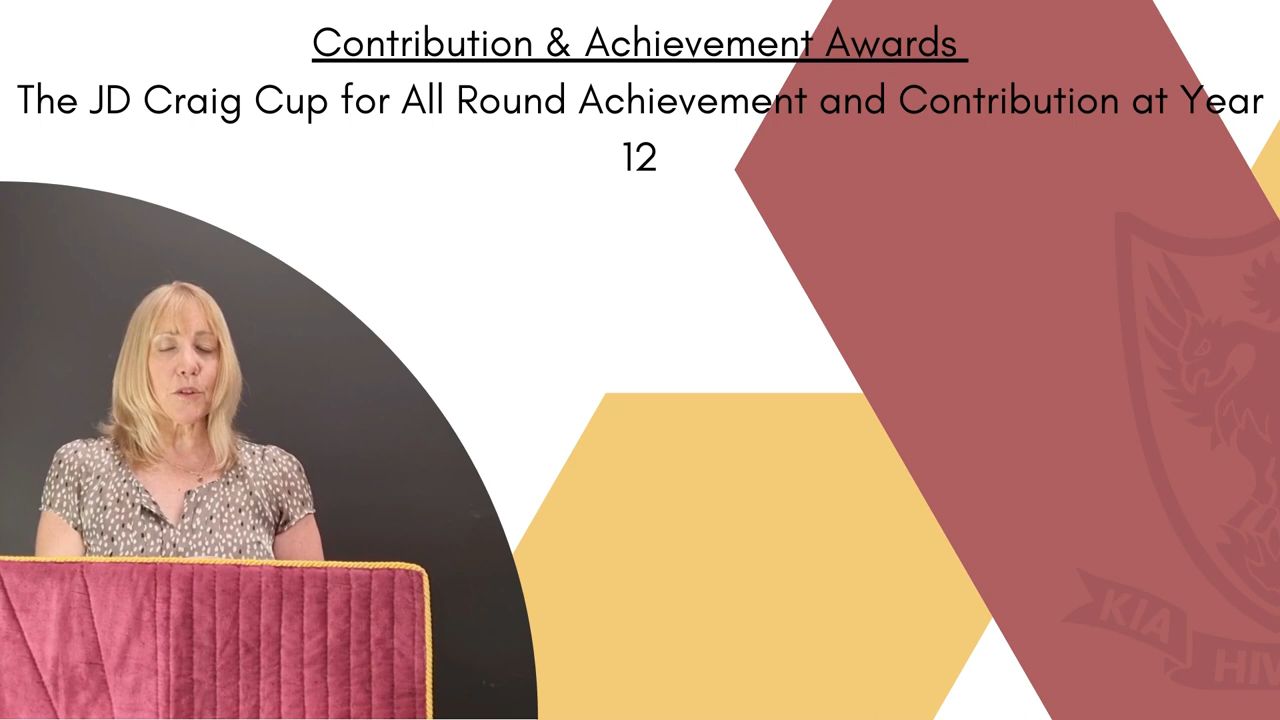 Contribution & Achievement Awards
The JD Craig Cup for All Round Achievement and Contribution at Year
12
KIA